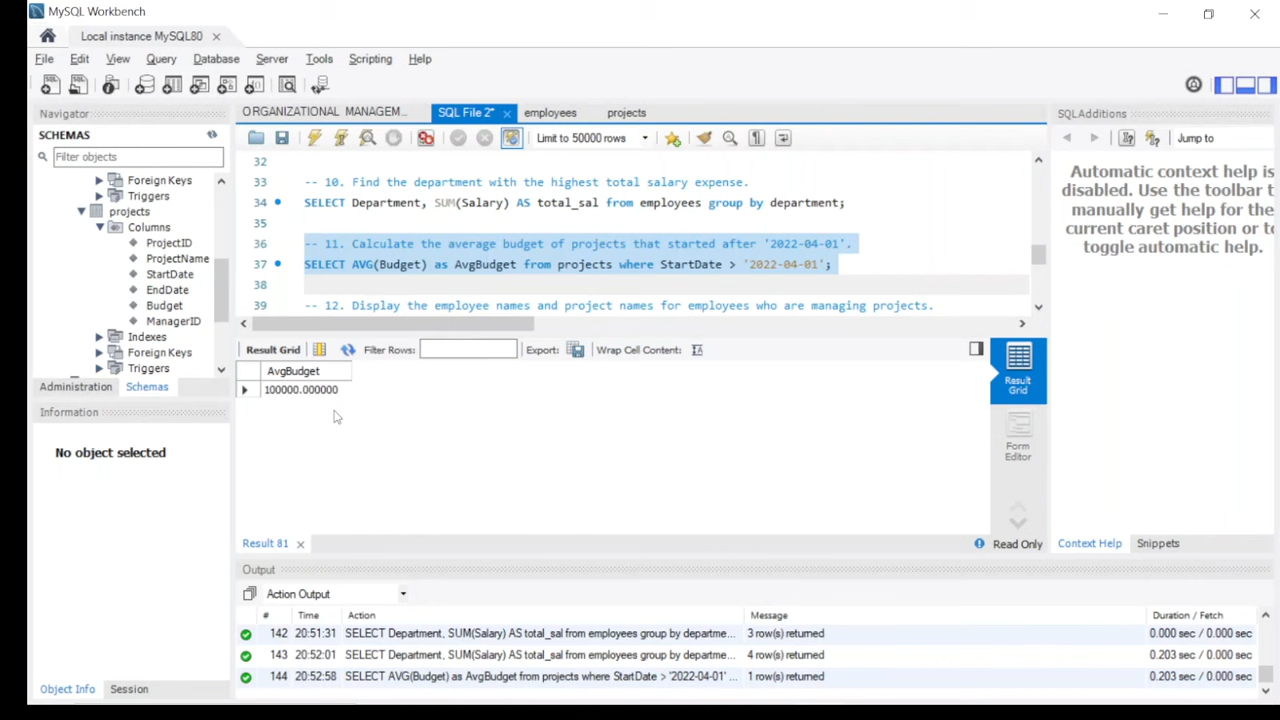 MySQL Workbench
Local instance MySQL80
File Edit View Query Database Server Tools Scripting Help
Navigator
SCHEMAS
Filter objects
Foreign Keys
Triggers
projects
Columns
ProjectID
ProjectName
StartDate
EndDate
Budget
ManagerID
Indexes
Foreign Keys
Triggers
Administration Schemas
Information
No object selected
Object Info Session
ORGANIZATIONAL MANAGEM... SQL File 2* employees projects
Limit to 50000 rows
32
33 -- 10. Find the department with the highest total salary expense.
34 SELECT Department, SUM(Salary) AS total_sal from employees group by department;
35
36 -- 11. Calculate the average budget of projects that started after '2022-04-01'.
37 SELECT AVG(Budget) as AvgBudget from projects where StartDate > '2022-04-01';
38
39 -- 12. Display the employee names and project names for employees who are managing projects.
Result Grid Filter Rows: Export: Wrap Cell Content: IA
AvgBudget
100000.000000
Result
Grid
Form
Editor
Result 81
Read Only
Output
Action Output
# Time Action Message Duration / Fetch
142 20:51:31 SELECT Department, SUM(Salary) AS total_sal from employees group by departme... 3 row(s) returned 0.000 sec / 0.000 sec
143 20:52:01 SELECT Department, SUM(Salary) AS total_sal from employees group by departme... 4 row(s) returned 0.203 sec / 0.000 sec
144 20:52:58 SELECT AVG(Budget) as AvgBudget from projects where StartDate > '2022-04-01' ... 1 row(s) returned 0.203 sec / 0.000 sec
SQLAdditions
Jump to
Automatic context help is
disabled. Use the toolbar t
manually get help for the
current caret position or to
toggle automatic help.
Context Help Snippets